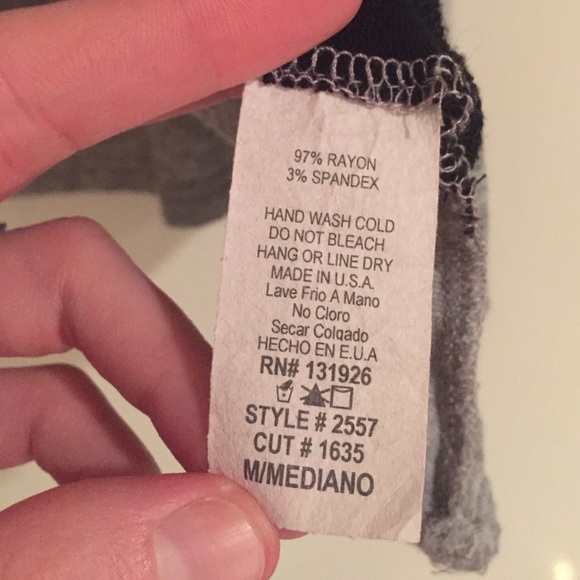 97% RAYON
3% SPANDEX
HAND WASH COLD
DO NOT BLEACH
HANG OR LINE DRY
MADE IN U.S.A.
Lave Frio A Mano
No Cloro
Secar Colgado
HECHO EN E.U.A
RN# 131926
STYLE # 2557
CUT # 1635
M/MEDIANO